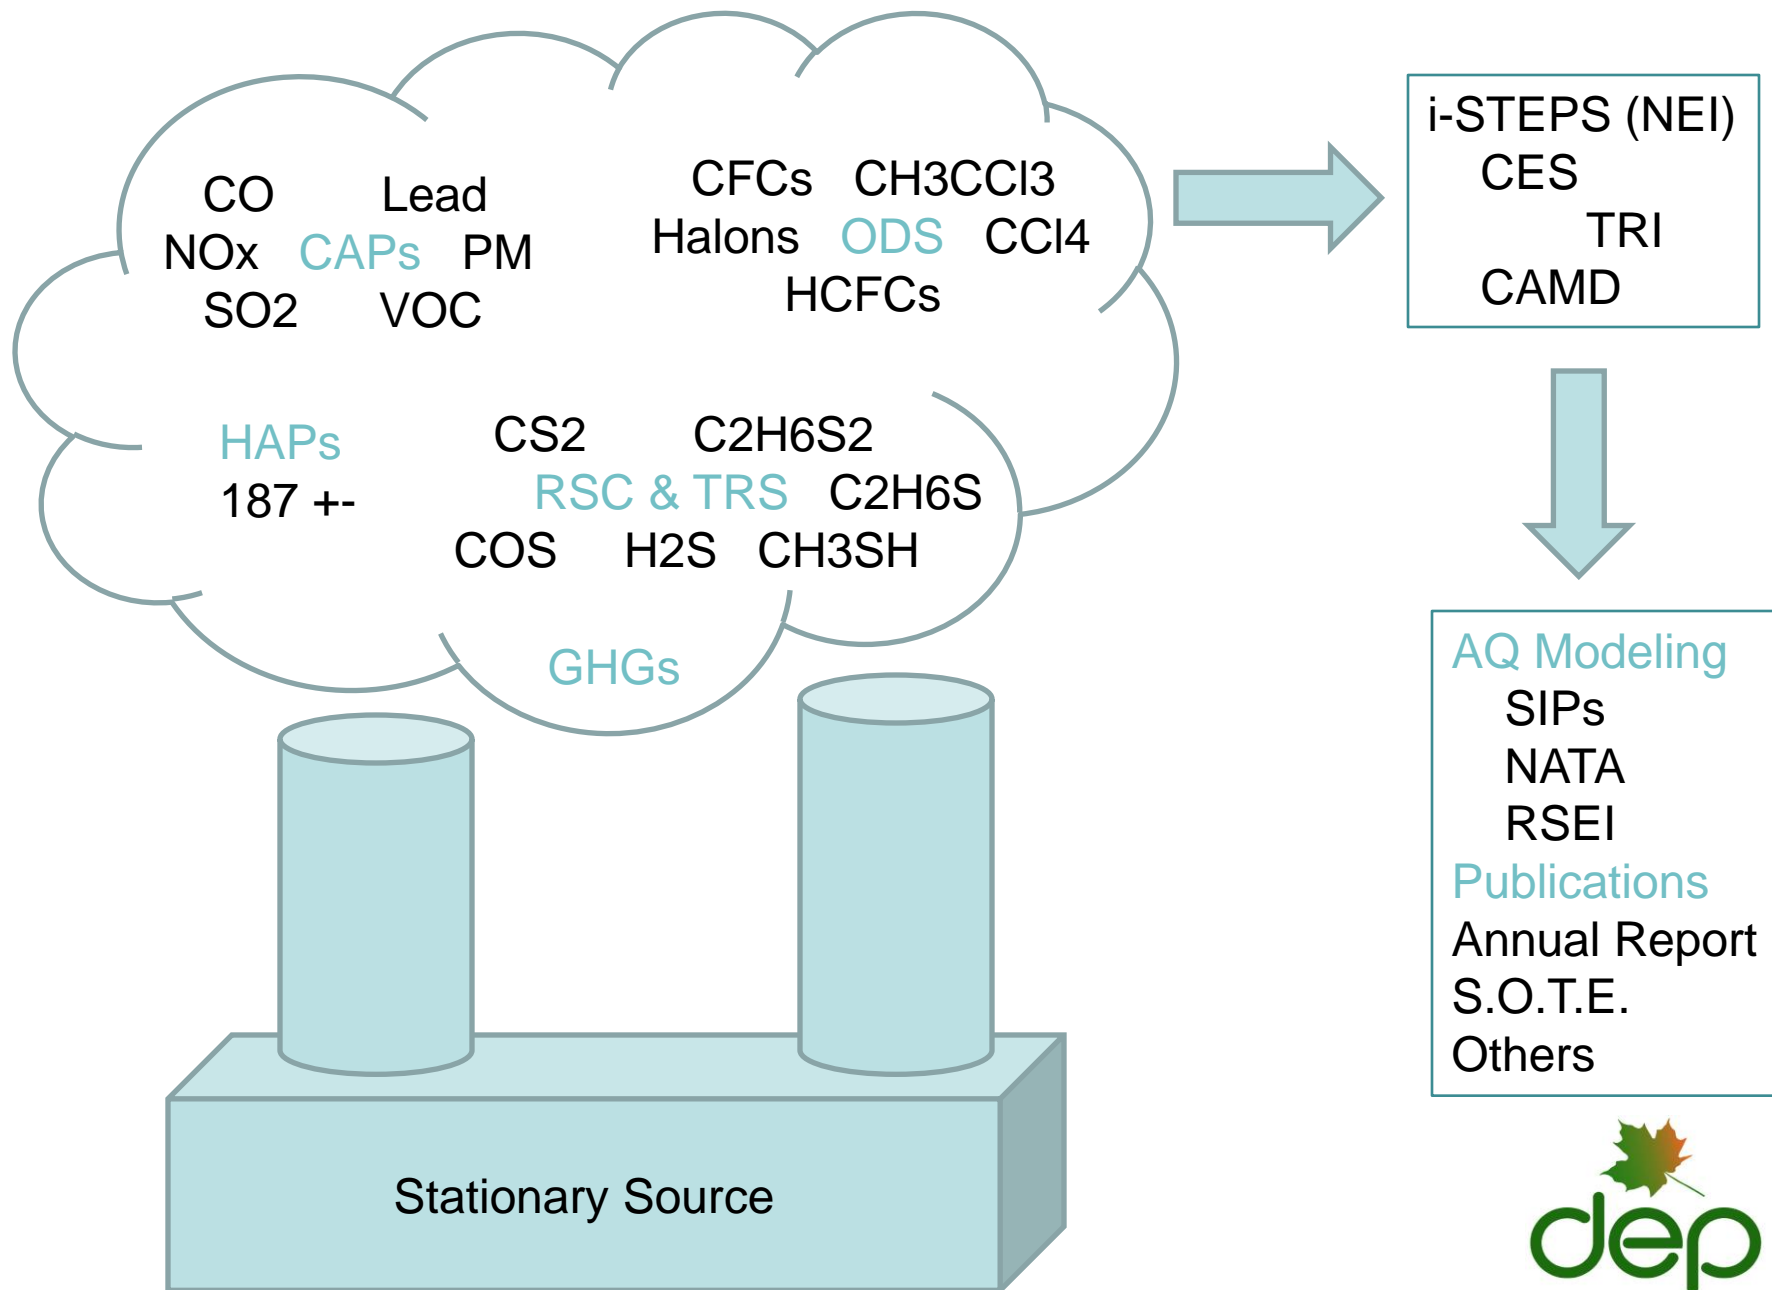 CO Lead
NOx CAPs PM
SO2 VOC
CFCs CH3CCl3
Halons ODS CCl4
HCFCs
HAPs
187 +-
CS2 C2H6S2
RSC & TRS C2H6S
COS H2S CH3SH
GHGs
Stationary Source
i-STEPS (NEI)
CES
TRI
CAMD
AQ Modeling
SIPs
NATA
RSEI
Publications
Annual Report
S.O.T.E.
Others
dep